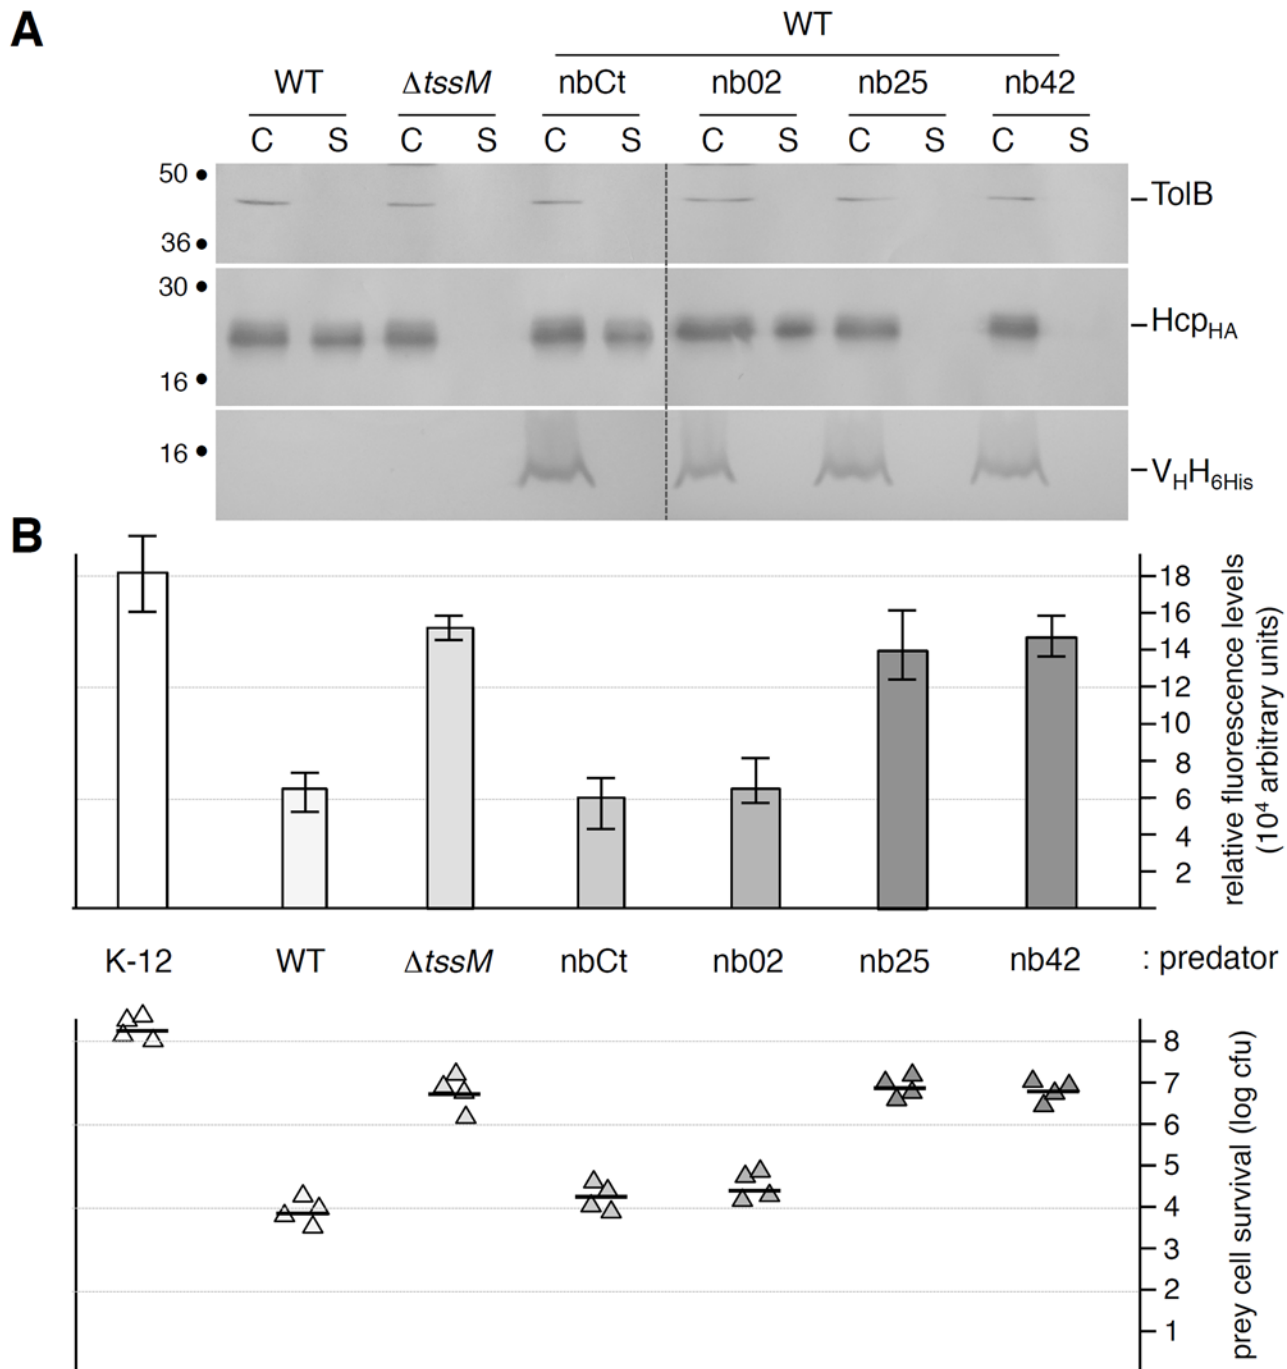 A
WT
WT ΔtssM nbCt nb02 nb25 nb42
C S C S C S C S C S C S
50
TolB
36
30
HcpHA
16
16
VHH6His
B
18
16
14
12
10
8
6
4
2
relative fluorescence levels
(10⁴ arbitrary units)
K-12 WT ΔtssM nbCt nb02 nb25 nb42 : predator
8
7
6
5
4
3
2
1
prey cell survival (log cfu)